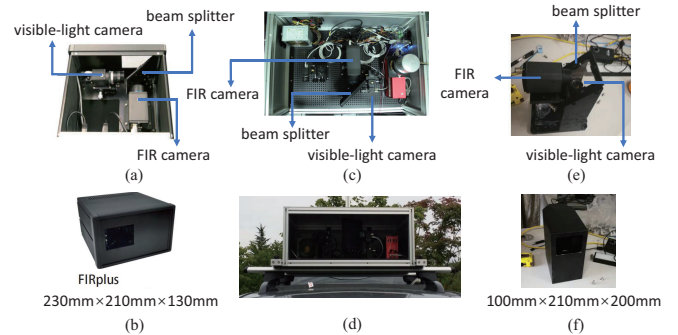 beam splitter
visible-light camera
FIR camera
(a)
FIR camera
beam splitter
visible-light camera
(c)
beam splitter
FIR
camera
visible-light camera
(e)
FIRplus
230mm×210mm×130mm
(b)
(d)
100mm×210mm×200mm
(f)